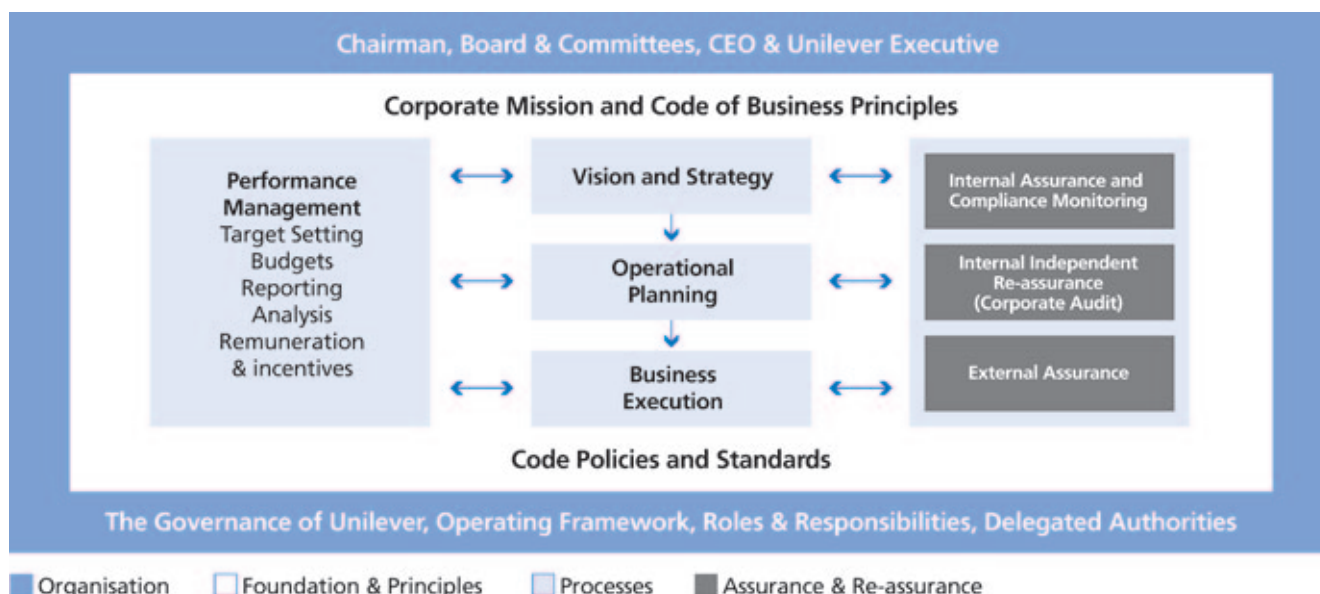 Chairman, Board & Committees, CEO & Unilever Executive
Corporate Mission and Code of Business Principles
Performance
Management
Target Setting
Budgets
Reporting
Analysis
Remuneration
& incentives
Vision and Strategy
Operational
Planning
Business
Execution
Internal Assurance and
Compliance Monitoring
Internal Independent
Re-assurance
(Corporate Audit)
External Assurance
Code Policies and Standards
The Governance of Unilever, Operating Framework, Roles & Responsibilities, Delegated Authorities
Organisation
Foundation & Principles
Processes
Assurance & Re-assurance